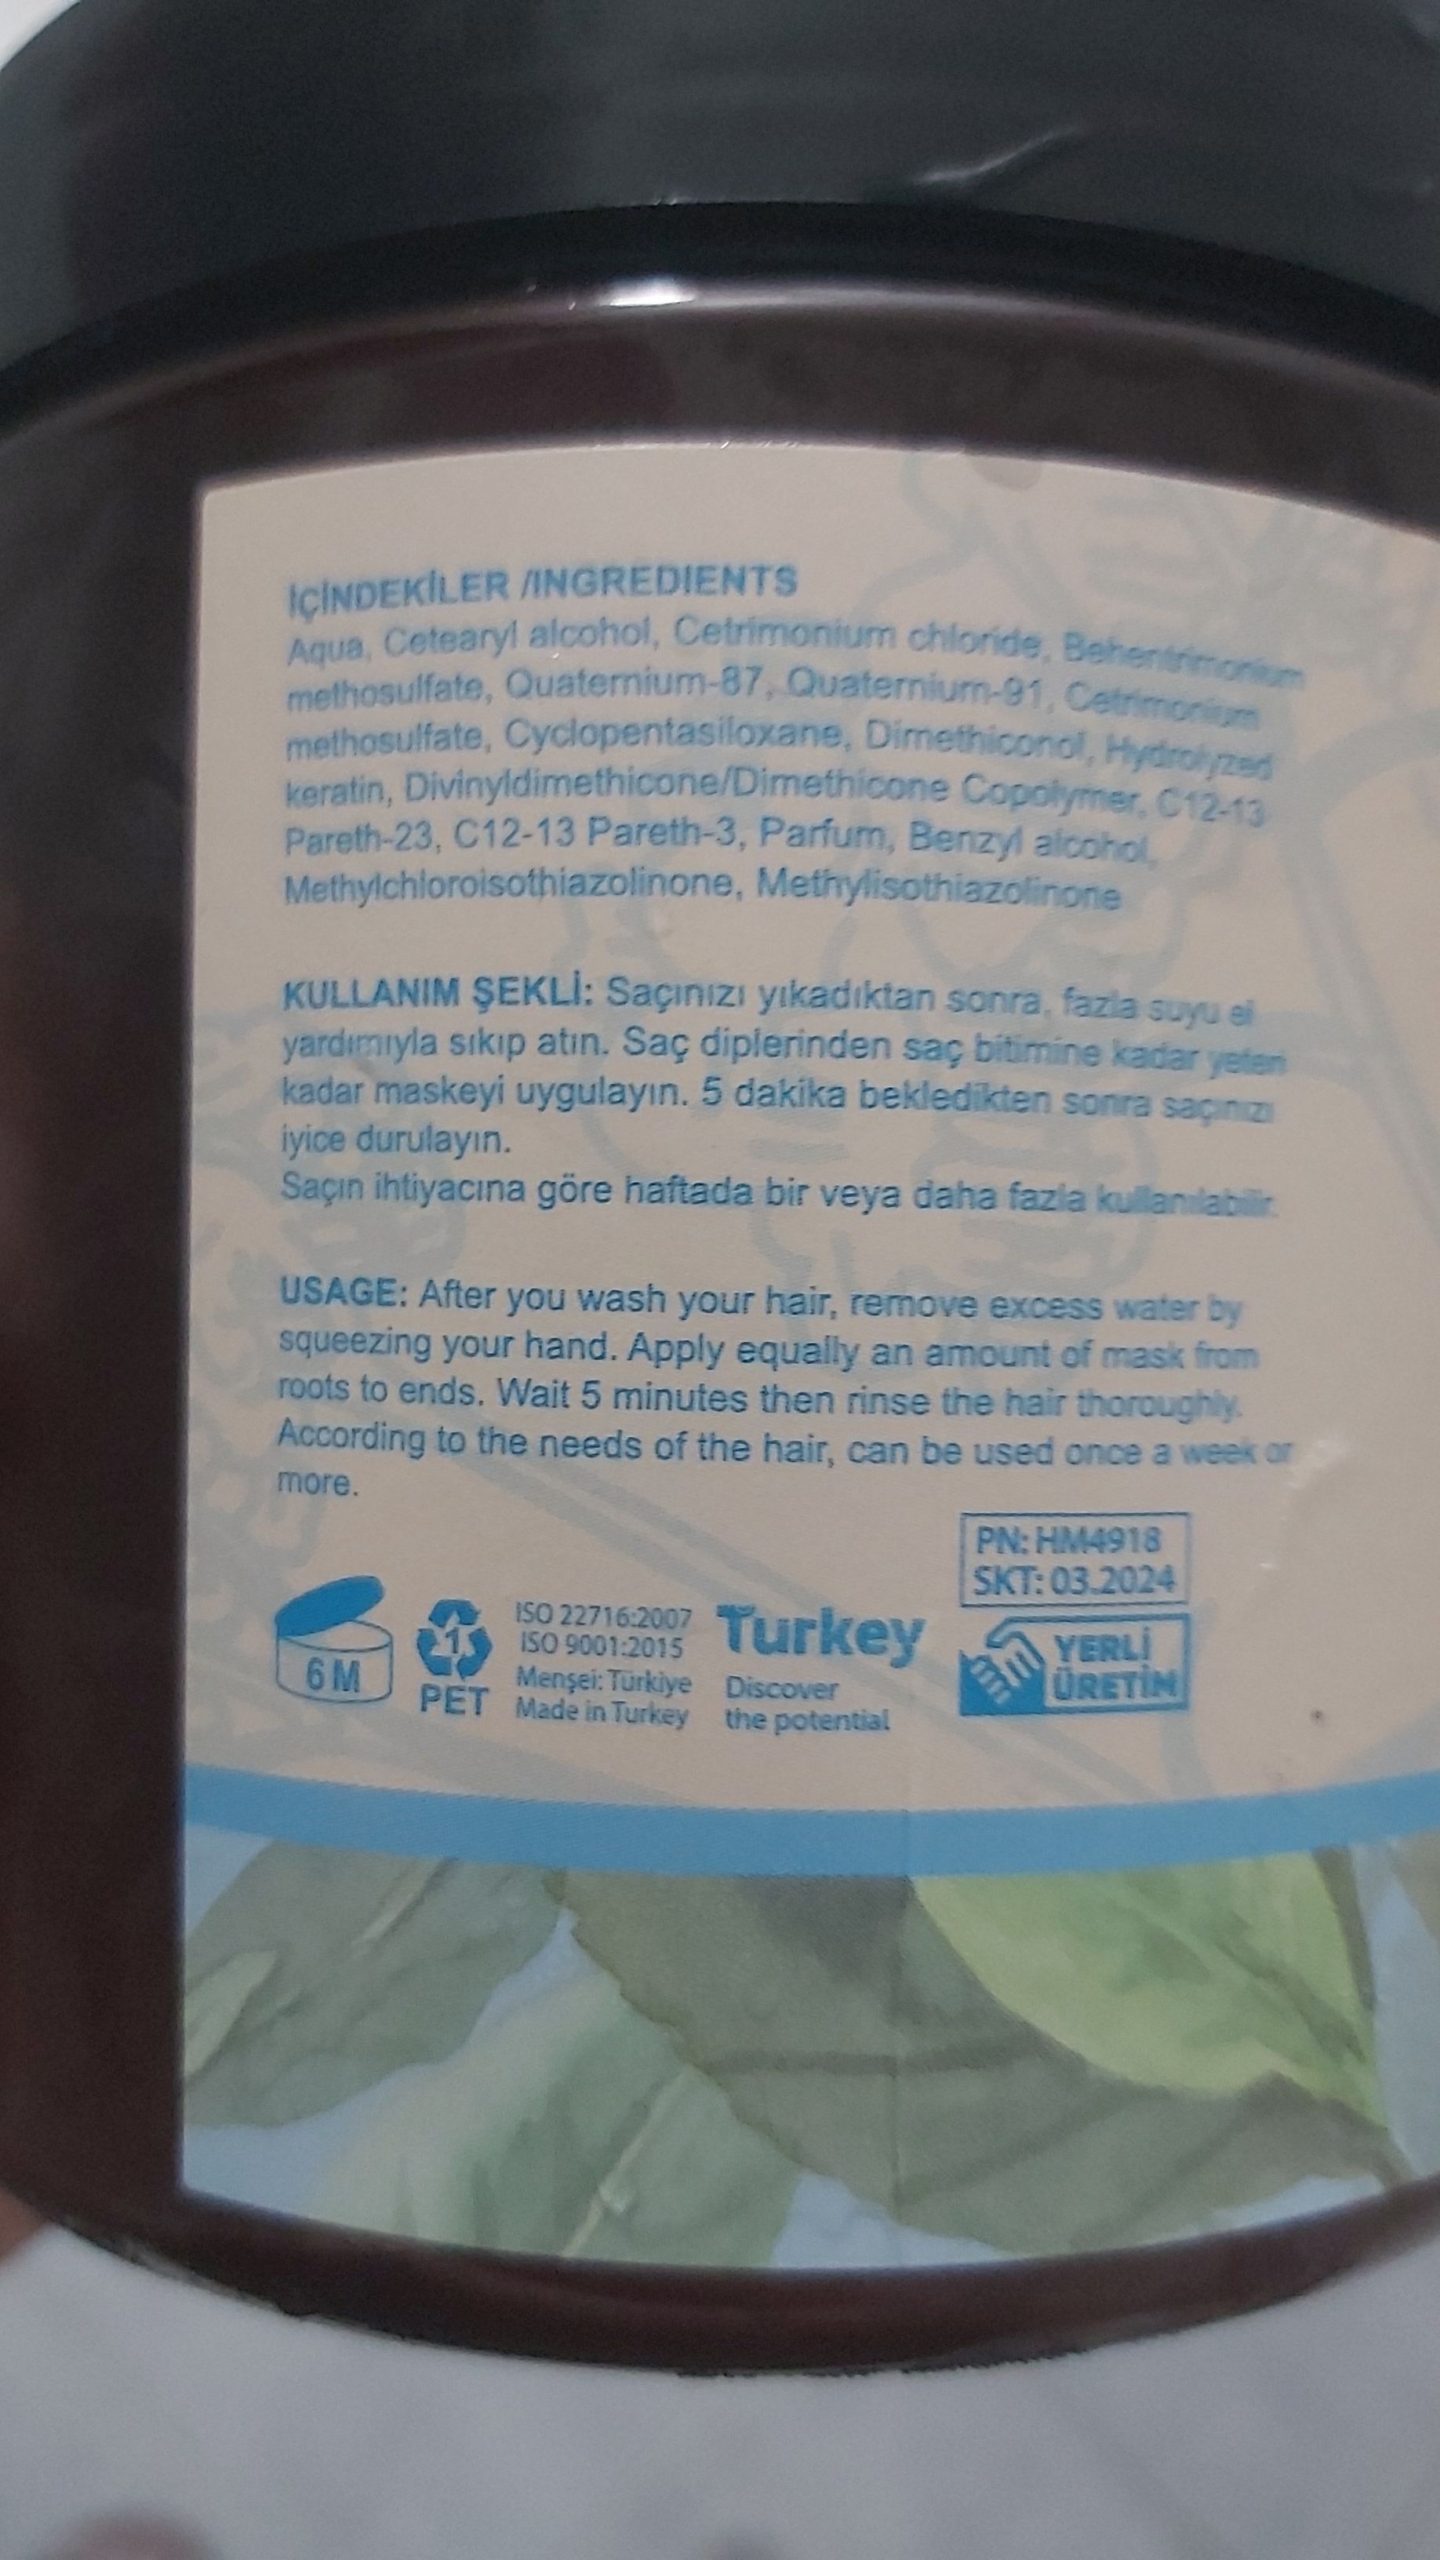 İÇİNDEKİLER /INGREDIENTS
Aqua, Cetearyl alcohol, Cetrimonium chloride, Behentrimonium
methosulfate, Quaternium-87, Quaternium-91, Cetrimonium
methosulfate, Cyclopentasiloxane, Dimethiconol, Hydrolyzed
keratin, Divinyldimethicone/Dimethicone Copolymer, C12-13
Pareth-23, C12-13 Pareth-3, Parfum, Benzyl alcohol,
Methylchloroisothiazolinone, Methylisothiazolinone
KULLANIM ŞEKLİ: Saçınızı yıkadıktan sonra, fazla suyu el
yardımıyla sıkıp atın. Saç diplerinden saç bitimine kadar yeteri
kadar maskeyi uygulayın. 5 dakika bekledikten sonra saçınızı
iyice durulayın.
Saçın ihtiyacına göre haftada bir veya daha fazla kullanılabilir.
USAGE: After you wash your hair, remove excess water by
squeezing your hand. Apply equally an amount of mask from
roots to ends. Wait 5 minutes then rinse the hair thoroughly.
According to the needs of the hair, can be used once a week or
more.
PN: HM4918
SKT: 03.2024
6 M
1
PET
ISO 22716:2007
ISO 9001:2015
Menşei: Türkiye
Made in Turkey
Turkey
Discover
the potential
YERLİ
ÜRETİM